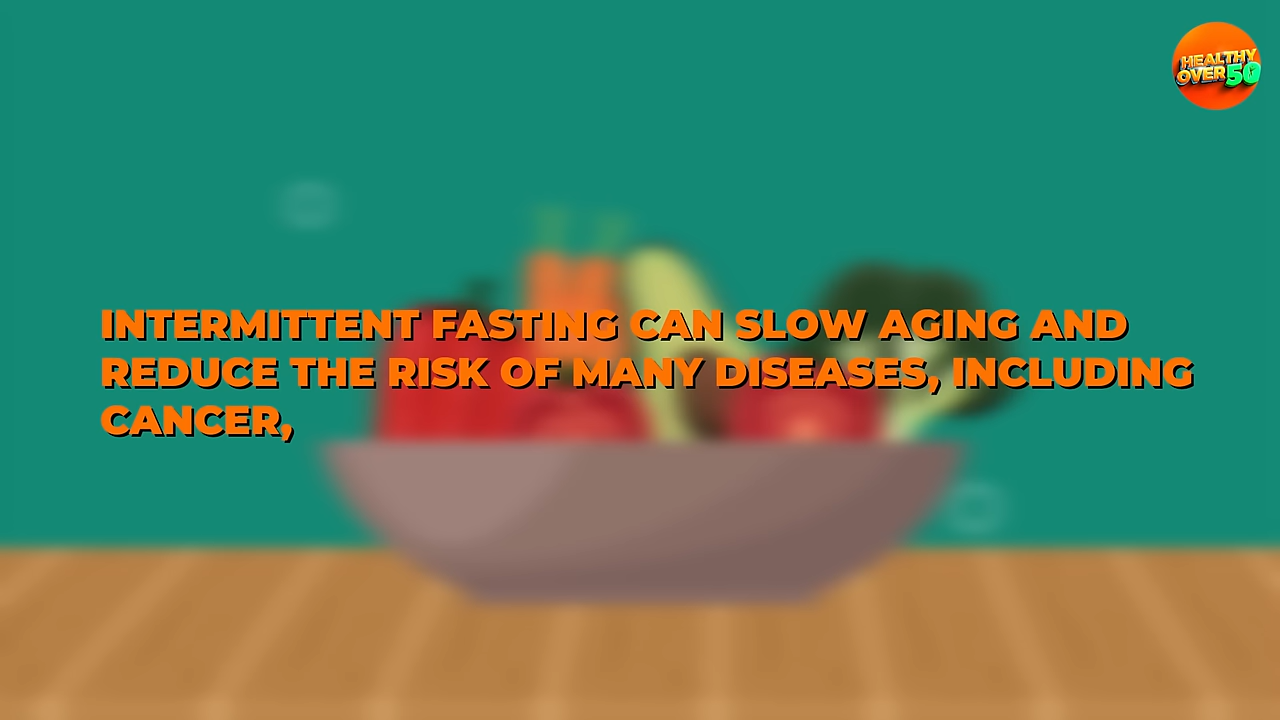 HEALTHY
OVER 50
INTERMITTENT FASTING CAN SLOW AGING AND
REDUCE THE RISK OF MANY DISEASES, INCLUDING
CANCER,